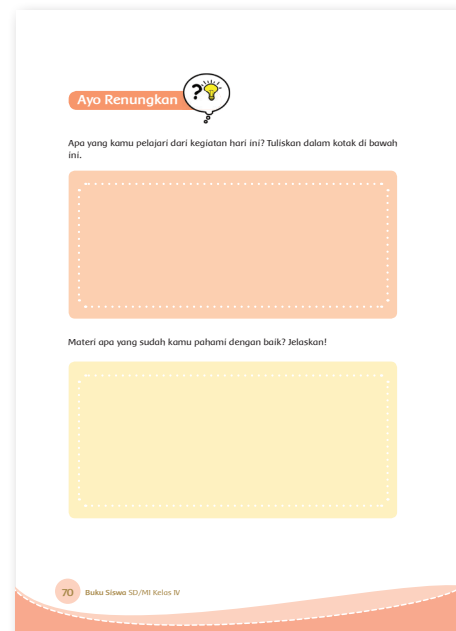 Ayo Renungkan
?
Apa yang kamu pelajari dari kegiatan hari ini? Tuliskan dalam kotak di bawah
ini.
Materi apa yang sudah kamu pahami dengan baik? Jelaskan!
70 Buku Siswa SD/MI Kelas IV